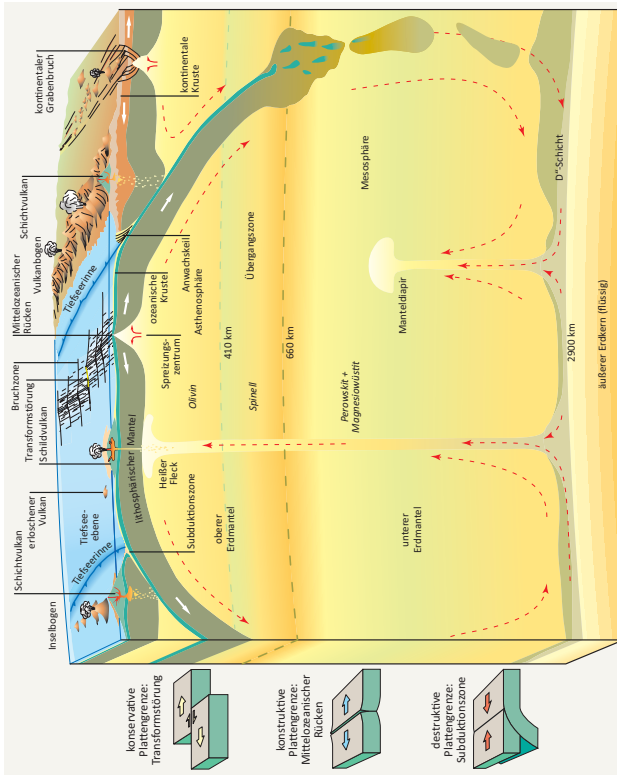 Inselbogen
Schichtvulkan
erloschener
Vulkan
Schildvulkan
Transformstörung
Bruchzone
Mittelozeanischer
Rücken
Vulkanbogen
Schichtvulkan
kontinentaler
Grabenbruch
Tiefseerinne
Tiefsee-
ebene
Tiefseerinne
lithosphärischer Mantel
Subduktionszone
Heißer
Fleck
Spreizungs-
zentrum
ozeanische
Kruste
Anwachskeil
kontinentale
Kruste
Asthenosphäre
Olivin
oberer
Erdmantel
410 km
Übergangszone
Spinell
660 km
Perowskit +
Magnesiowüstit
Mesosphäre
unterer
Erdmantel
Manteldiapir
D"-Schicht
2900 km
äußerer Erdkern (flüssig)
konservative
Plattengrenze:
Transformstörung
konstruktive
Plattengrenze:
Mittelozeanischer
Rücken
destruktive
Plattengrenze:
Subduktionszone